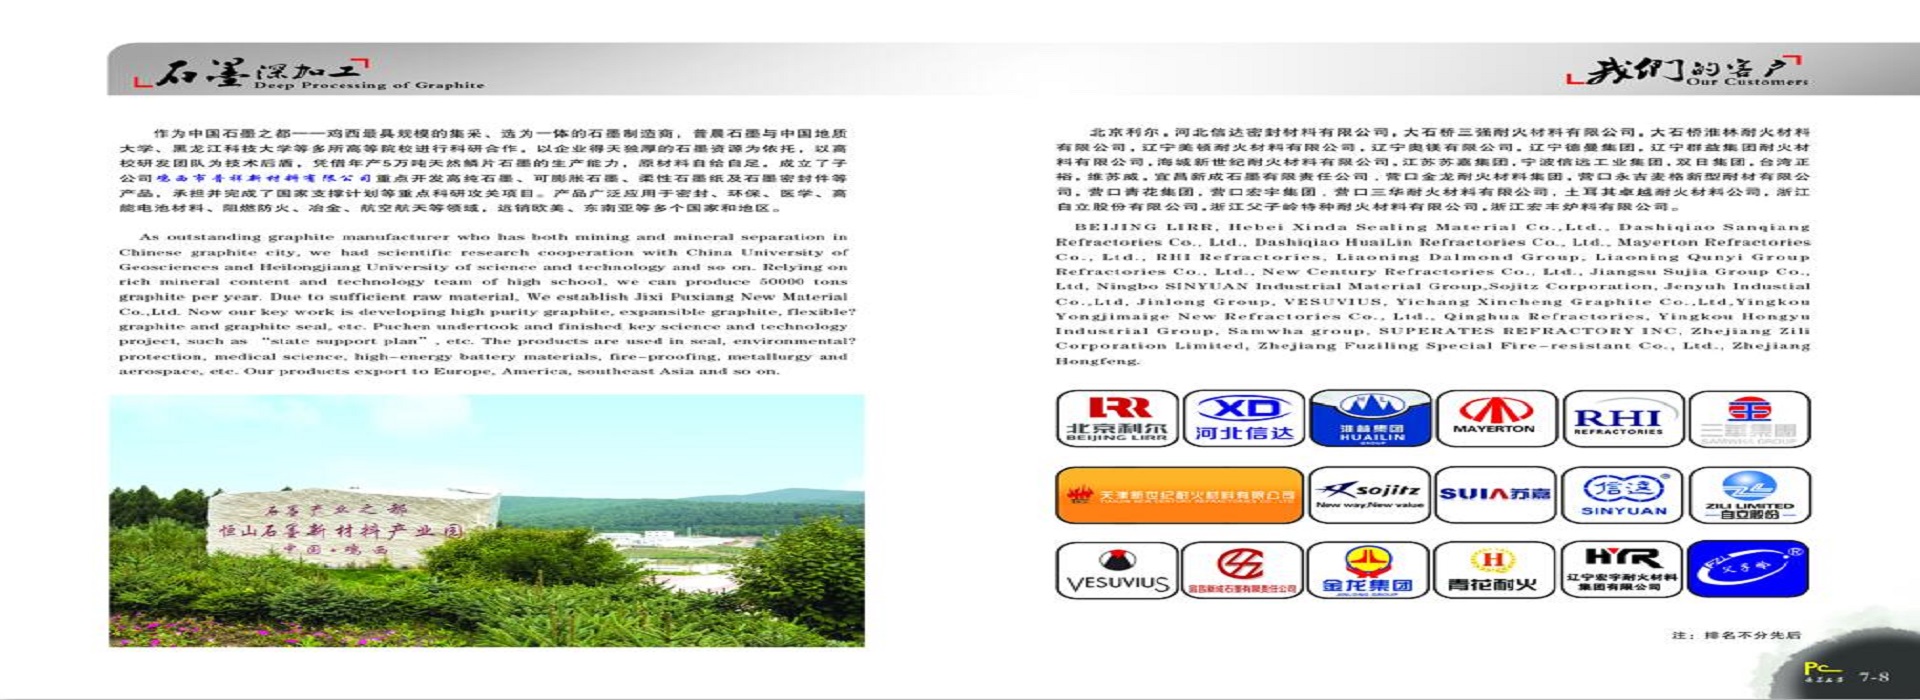 石墨深加工
Deep Processing of Graphite
作为中国石墨之都——鸡西最具规模的集采、选为一体的石墨制造商，普晨石墨与中国地质
大学、黑龙江科技大学等多所高等院校进行科研合作。以企业得天独厚的石墨资源为依托，以高
校研发团队为技术后盾，凭借年产5万吨天然鳞片石墨的生产能力，原材料自给自足。成立了子
公司鸡西市普祥新材料有限公司重点开发高纯石墨、可膨胀石墨、柔性石墨纸及石墨密封件等
产品。承担并完成了国家支撑计划等重点科研攻关项目。产品广泛应用于密封、环保、医学、高
能电池材料、阻燃防火、冶金、航空航天等领域，远销欧美、东南亚等多个国家和地区。
As outstanding graphite manufacturer who has both mining and mineral separation in
Chinese graphite city, we had scientific research cooperation with China University of
Geosciences and Heilongjiang University of science and technology and so on. Relying on
rich mineral content and technology team of high school, we can produce 50000 tons
graphite per year. Due to sufficient raw material, We establish Jixi Puxiang New Material
Co.,Ltd. Now our key work is developing high purity graphite, expansible graphite, flexible?
graphite and graphite seal, etc. Puchen undertook and finished key science and technology
project, such as “state support plan”, etc. The products are used in seal, environmental?
protection, medical science, high-energy battery materials, fire-proofing, metallurgy and
aerospace, etc. Our products export to Europe, America, southeast Asia and so on.
石墨产业之都
恒山石墨新材料产业园
中国·鸡西
我們的客户
Our Customers
北京利尔，河北信达密封材料有限公司，大石桥三强耐火材料有限公司，大石桥淮林耐火材料
有限公司，辽宁美顿耐火材料有限公司，辽宁奥镁有限公司，辽宁德曼集团，辽宁群益集团耐火材
料有限公司，海城新世纪耐火材料有限公司，江苏苏嘉集团，宁波信远工业集团，双日集团，台湾正
裕，维苏威，宜昌新成石墨有限责任公司，营口金龙耐火材料集团，营口永吉麦格新型耐材有限公
司，营口青花集团，营口宏宇集团，营口三华耐火材料有限公司，土耳其卓越耐火材料公司，浙江
自立股份有限公司，浙江父子岭特种耐火材料有限公司，浙江宏丰炉料有限公司。
BEIJING LIRR, Hebei Xinda Sealing Material Co.,Ltd., Dashiqiao Sanqiang
Refractories Co., Ltd., Dashiqiao HuaiLin Refractories Co., Ltd., Mayerton Refractories
Co., Ltd., RHI Refractories, Liaoning Dalmond Group, Liaoning Qunyi Group
Refractories Co., Ltd., New Century Refractories Co., Ltd., Jiangsu Sujia Group Co.,
Ltd, Ningbo SINYUAN Industrial Material Group,Sojitz Corporation, Jenyuh Industial
Co.,Ltd, Jinlong Group, VESUVIUS, Yichang Xincheng Graphite Co.,Ltd,Yingkou
Yongjimaige New Refractories Co., Ltd., Qinghua Refractories, Yingkou Hongyu
Industrial Group, Samwha group, SUPERATES REFRACTORY INC, Zhejiang Zili
Corporation Limited, Zhejiang Fuziling Special Fire-resistant Co., Ltd., Zhejiang
Hongfeng.
LIRR 北京利尔 BEIJING LIRR
XD 河北信达
HL 淮林集团 HUAILIN GROUP
MAYERTON
RHI REFRACTORIES
三華集團 SAMWHA GROUP
天津新世纪耐火材料有限公司
sojitz New way,New value
SUJIA苏嘉
信远 SINYUAN
ZILI LIMITED 自立股份
VESUVIUS
宜昌新成石墨有限责任公司
金龙集团 JINLONG GROUP
H 青花耐火
HYR 辽宁宏宇耐火材料集团有限公司
FZL 父子岭 ®
注：排名不分先后
Pc
7-8